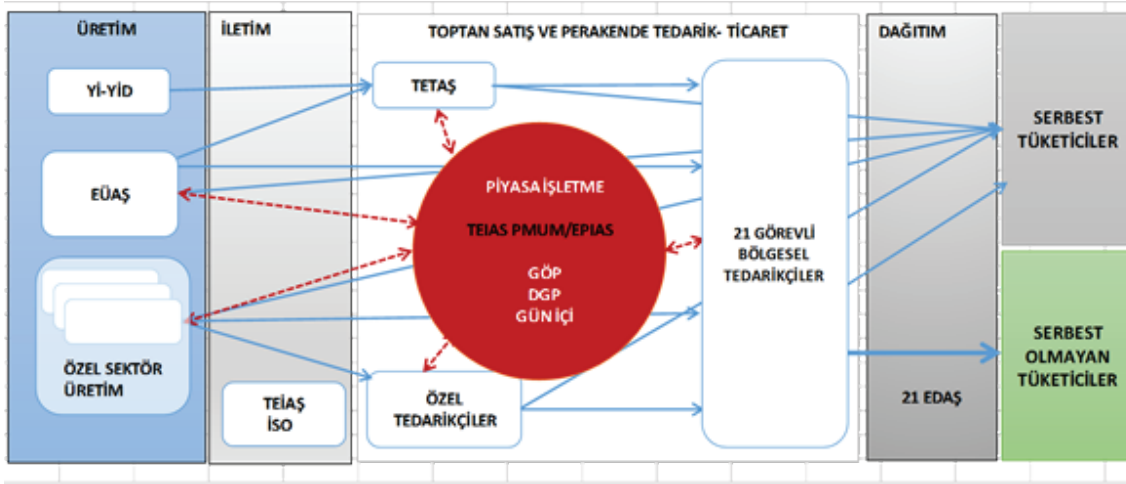 ÜRETİM
Yİ-YİD
EÜAŞ
ÖZEL SEKTÖR
ÜRETİM
İLETİM
TEİAŞ
İSO
TOPTAN SATIŞ VE PERAKENDE TEDARİK- TİCARET
TETAŞ
PİYASA İŞLETME
TEIAS PMUM/EPIAS
GÖP
DGP
GÜN İÇİ
ÖZEL
TEDARİKÇİLER
21 GÖREVLİ
BÖLGESEL
TEDARİKÇİLER
DAĞITIM
21 EDAŞ
SERBEST
TÜKETİCİLER
SERBEST
OLMAYAN
TÜKETİCİLER